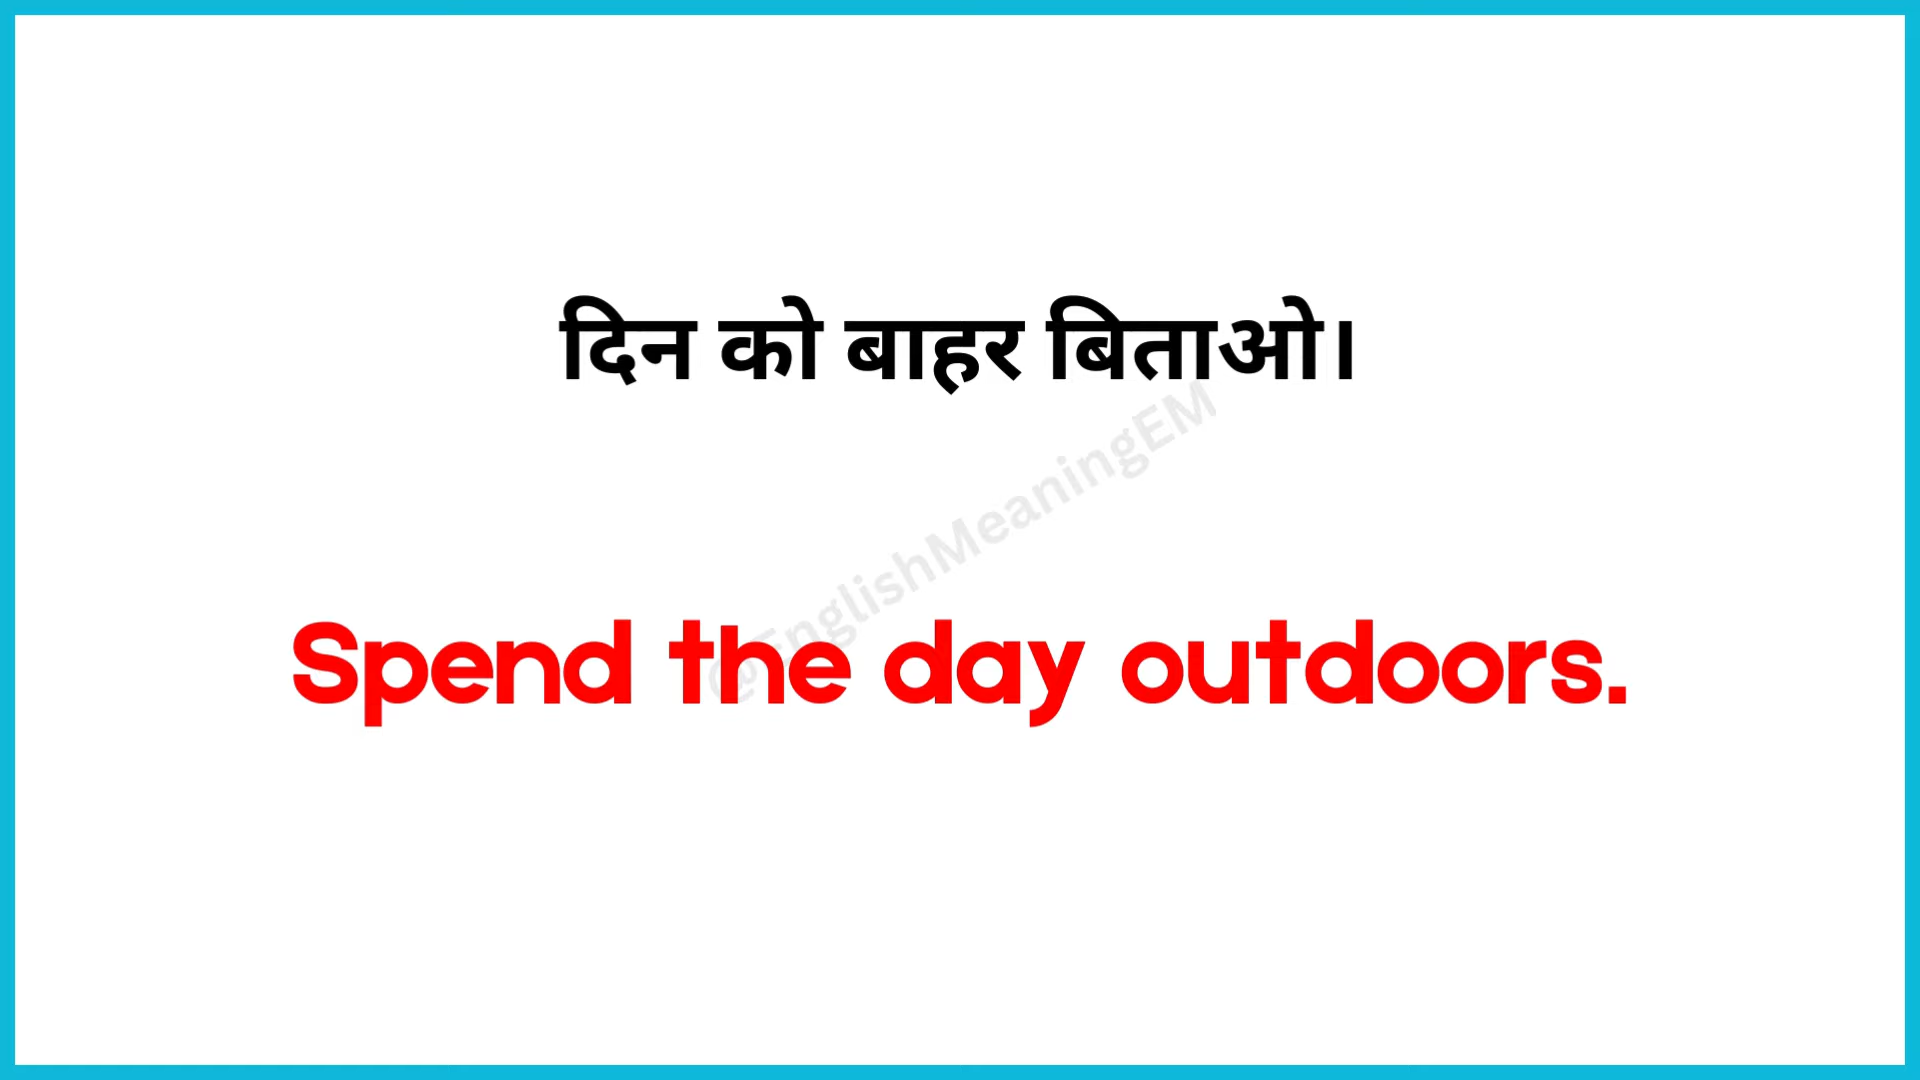 दिन को बाहर बिताओ।
@EnglishMeaningEM
Spend the day outdoors.